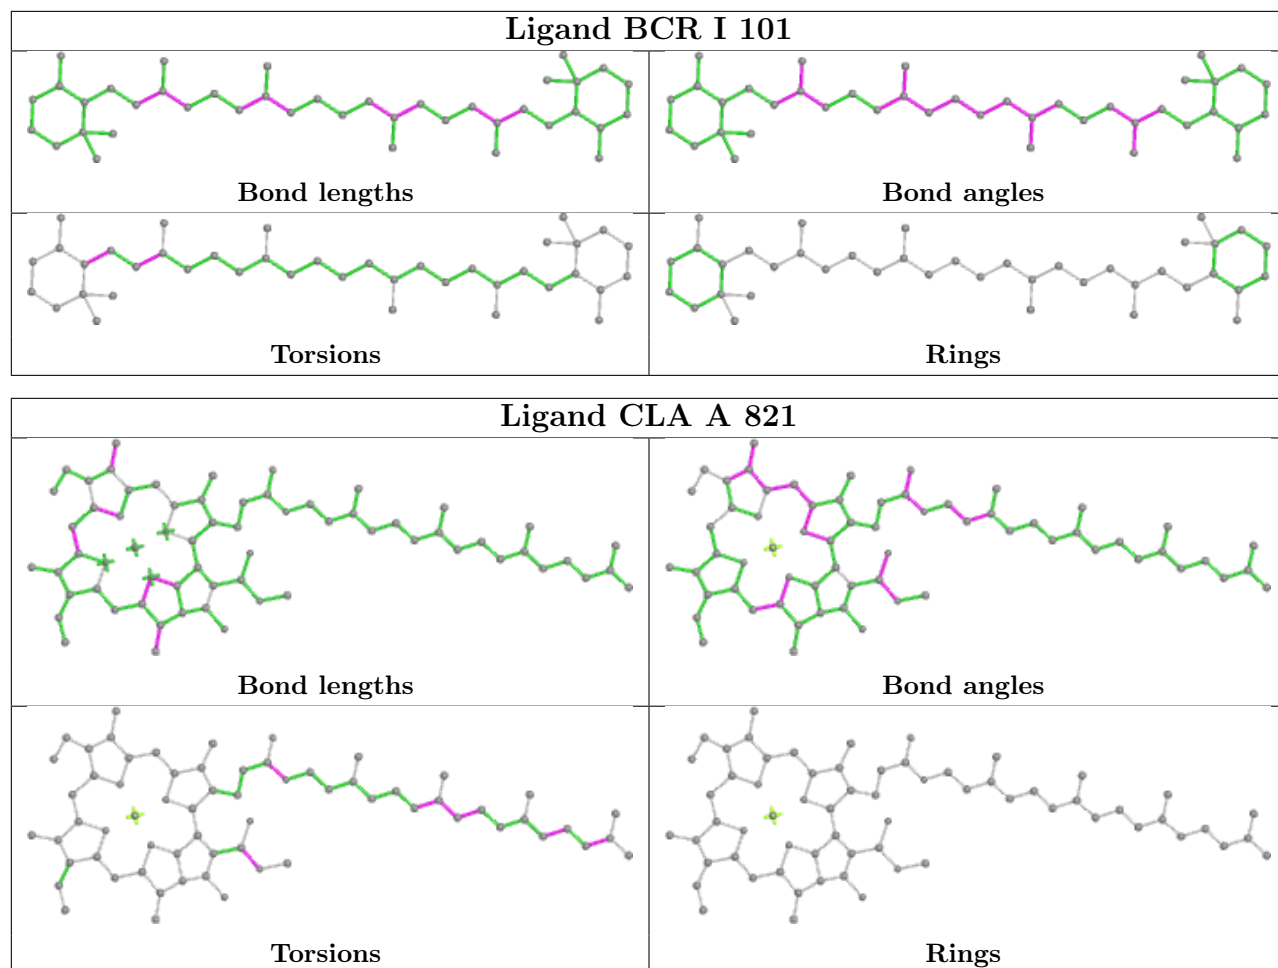 Ligand BCR I 101
Bond lengths
Bond angles
Torsions
Rings
Ligand CLA A 821
Bond lengths
Bond angles
Torsions
Rings